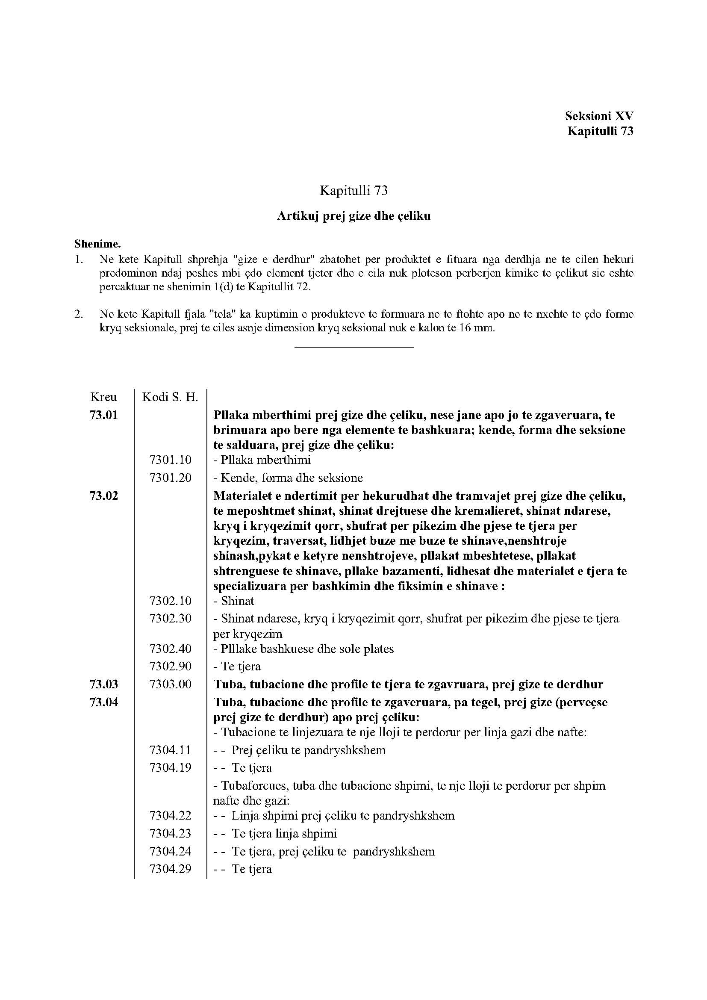 Seksioni XV
Kapitulli 73
Kapitulli 73
Artikuj prej gize dhe çeliku
Shenime.
1. Ne kete Kapitull shprehja "gize e derdhur" zbatohet per produktet e fituara nga derdhja ne te cilen hekuri
predominon ndaj peshes mbi çdo element tjeter dhe e cila nuk ploteson perberjen kimike te çelikut sic eshte
percaktuar ne shenimin 1(d) te Kapitullit 72.
2. Ne kete Kapitull fjala "tela" ka kuptimin e produkteve te formuara ne te ftohte apo ne te nxehte te çdo forme
kryq seksionale, prej te ciles asnje dimension kryq seksional nuk e kalon te 16 mm.
Kreu Kodi S. H.
73.01 Pllaka mberthimi prej gize dhe çeliku, nese jane apo jo te zgaveruara, te
brimuara apo bere nga elemente te bashkuara; kende, forma dhe seksione
te salduara, prej gize dhe çeliku:
7301.10 - Pllaka mberthimi
7301.20 - Kende, forma dhe seksione
73.02 Materialet e ndertimit per hekurudhat dhe tramvajet prej gize dhe çeliku,
te meposhtmet shinat, shinat drejtuese dhe kremalieret, shinat ndarese,
kryq i kryqezimit qorr, shufrat per pikezim dhe pjese te tjera per
kryqezim, traversat, lidhjet buze me buze te shinave,nenshtroje
shinash,pykat e ketyre nenshtrojeve, pllakat mbeshtetese, pllakat
shtrenguese te shinave, pllake bazamenti, lidhesat dhe materialet e tjera te
specializuara per bashkimin dhe fiksimin e shinave :
7302.10 - Shinat
7302.30 - Shinat ndarese, kryq i kryqezimit qorr, shufrat per pikezim dhe pjese te tjera
per kryqezim
7302.40 - Plllake bashkuese dhe sole plates
7302.90 - Te tjera
73.03 7303.00 Tuba, tubacione dhe profile te tjera te zgavruara, prej gize te derdhur
73.04 Tuba, tubacione dhe profile te zgaveruara, pa tegel, prej gize (perveçse
prej gize te derdhur) apo prej çeliku:
- Tubacione te linjezuara te nje lloji te perdorur per linja gazi dhe nafte:
7304.11 - - Prej çeliku te pandryshkshem
7304.19 - - Te tjera
- Tubaforcues, tuba dhe tubacione shpimi, te nje lloji te perdorur per shpim
nafte dhe gazi:
7304.22 - - Linja shpimi prej çeliku te pandryshkshem
7304.23 - - Te tjera linja shpimi
7304.24 - - Te tjera, prej çeliku te pandryshkshem
7304.29 - - Te tjera